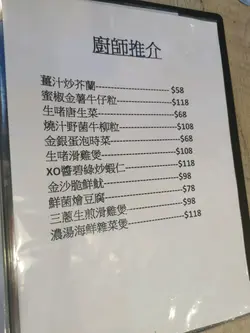 廚師推介
薑汁炒芥蘭-------------------- $58
蜜椒金薯牛仔粒----------------$118
生啫唐生菜----------------------$68
燒汁野菌牛柳粒----------------$108
金銀蛋泡時菜-------------------$68
生啫滑雞煲----------------------$108
XO醬碧綠炒蝦仁---------------$118
金沙脆鮮魷----------------------$98
鮮菌燴豆腐----------------------$78
三蔥生煎滑雞煲----------------$98
濃湯海鮮雜菜煲----------------$118